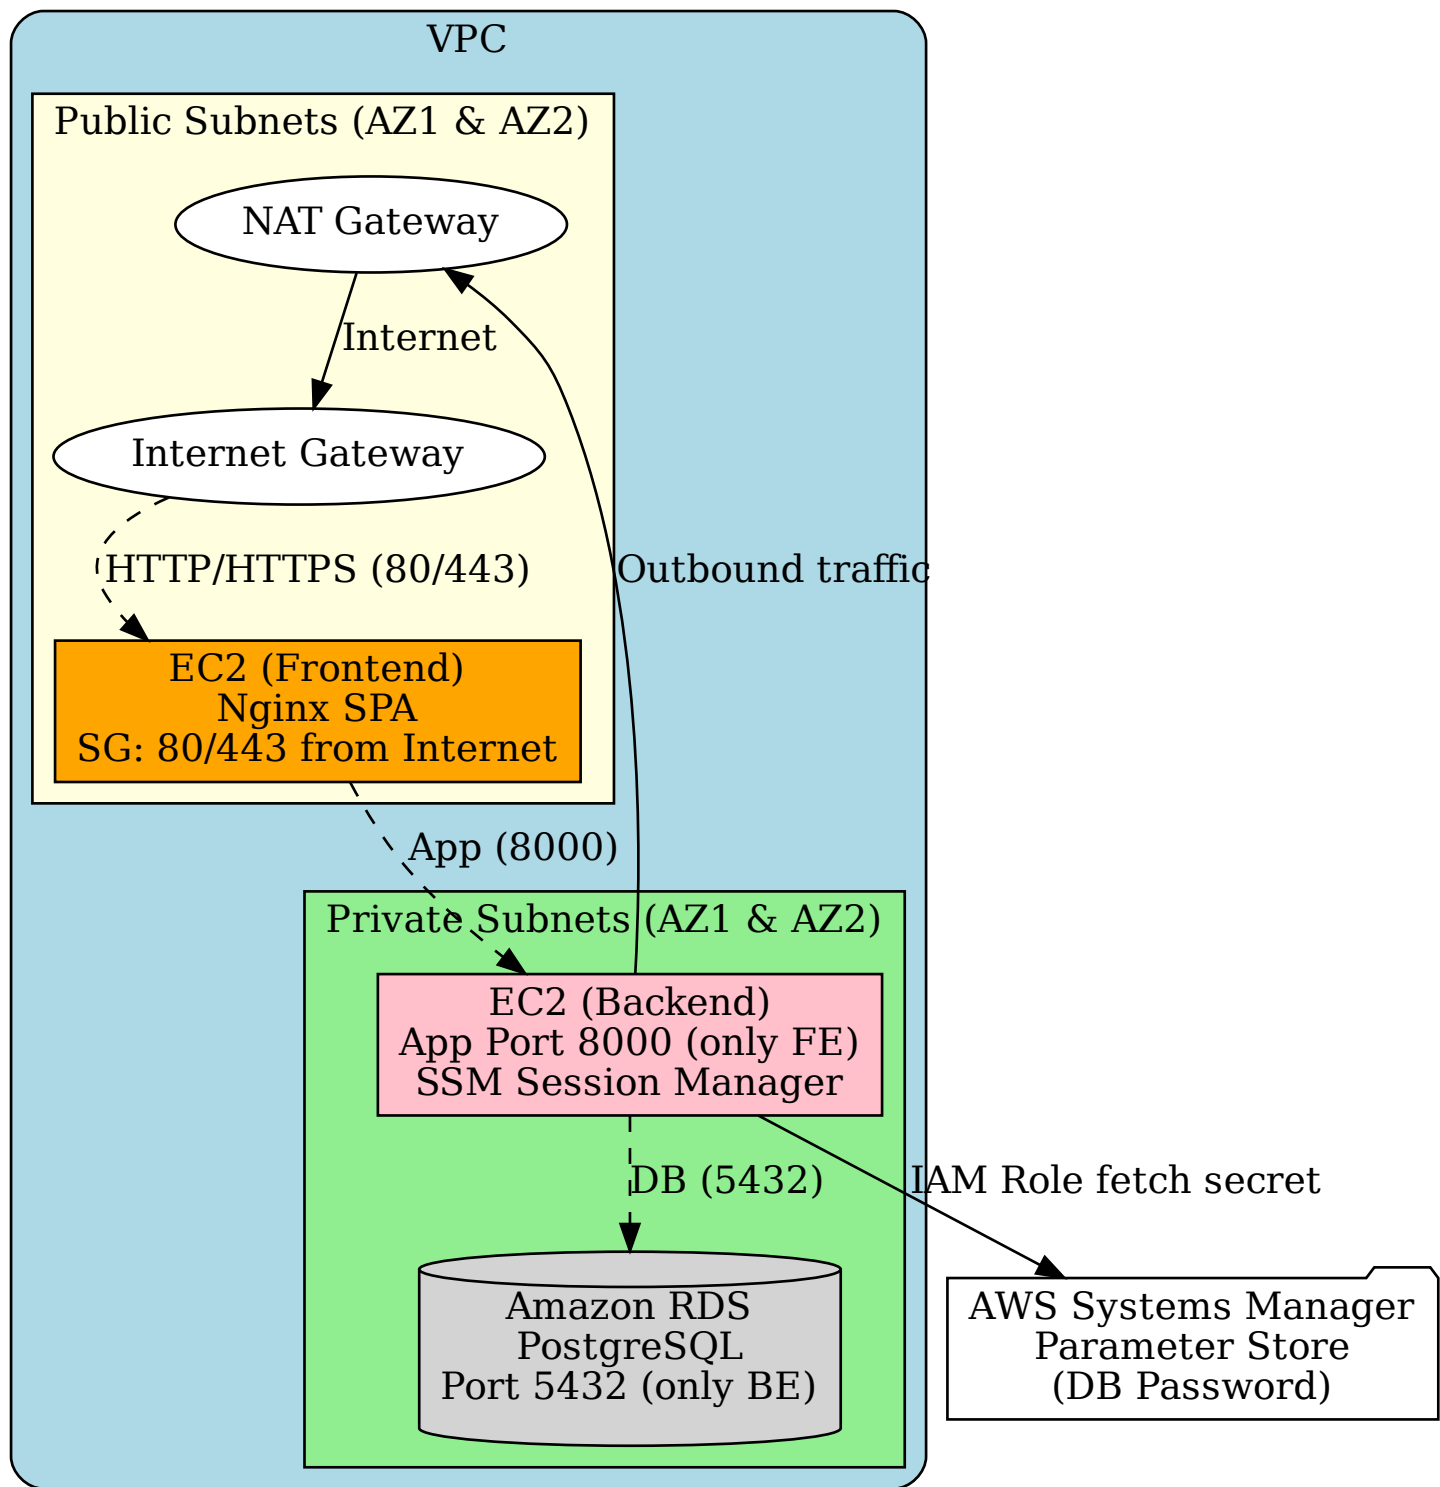 VPC
Public Subnets (AZ1 & AZ2)
NAT Gateway
Internet
Internet Gateway
HTTP/HTTPS (80/443)
Outbound traffic
EC2 (Frontend)
Nginx SPA
SG: 80/443 from Internet
App (8000)
Private Subnets (AZ1 & AZ2)
EC2 (Backend)
App Port 8000 (only FE)
SSM Session Manager
DB (5432)
IAM Role fetch secret
Amazon RDS
PostgreSQL
Port 5432 (only BE)
AWS Systems Manager
Parameter Store
(DB Password)